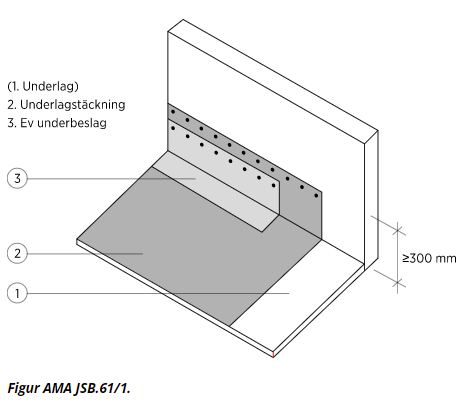 (1. Underlag)
2. Underlagstäckning
3. Ev underbeslag
3
2
≥300 mm
1
Figur AMA JSB.61/1.